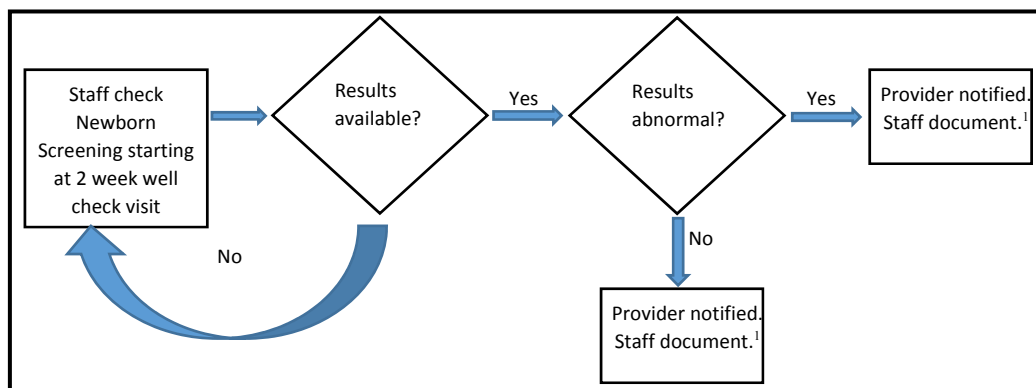 Staff check
Newborn
Screening starting
at 2 week well
check visit
Results
available?
Yes
Results
abnormal?
Yes
Provider notified.
Staff document.1
No
No
Provider notified.
Staff document.1